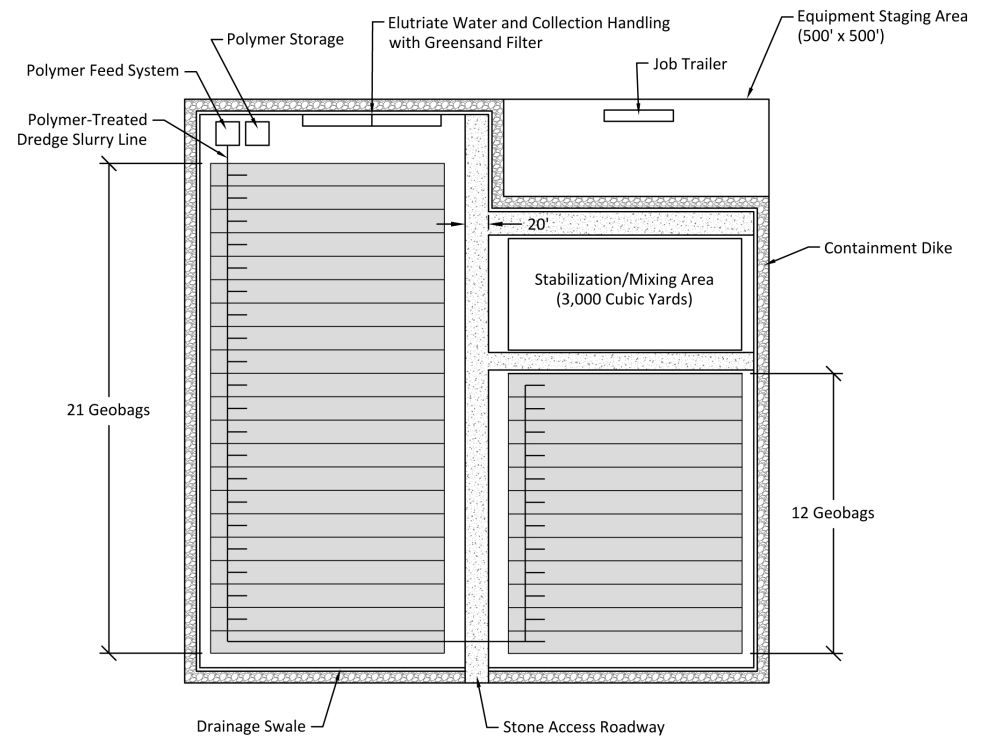 Elutriate Water and Collection Handling
with Greensand Filter
Equipment Staging Area
(500' x 500')
Polymer Storage
Job Trailer
Polymer Feed System
Polymer-Treated
Dredge Slurry Line
20'
Containment Dike
Stabilization/Mixing Area
(3,000 Cubic Yards)
21 Geobags
12 Geobags
Drainage Swale
Stone Access Roadway